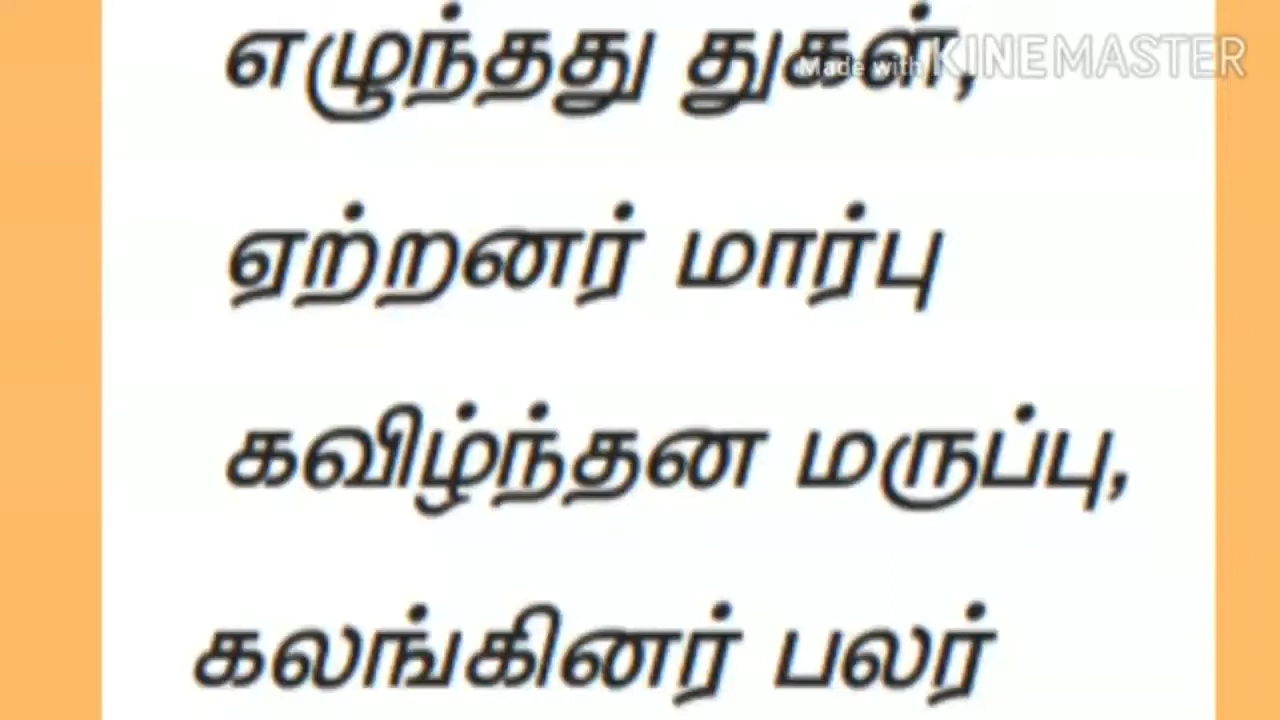 எழுந்தது துகள்,
Made with KINEMASTER
ஏற்றனர் மார்பு
கவிழ்ந்தன மருப்பு,
கலங்கினர் பலர்